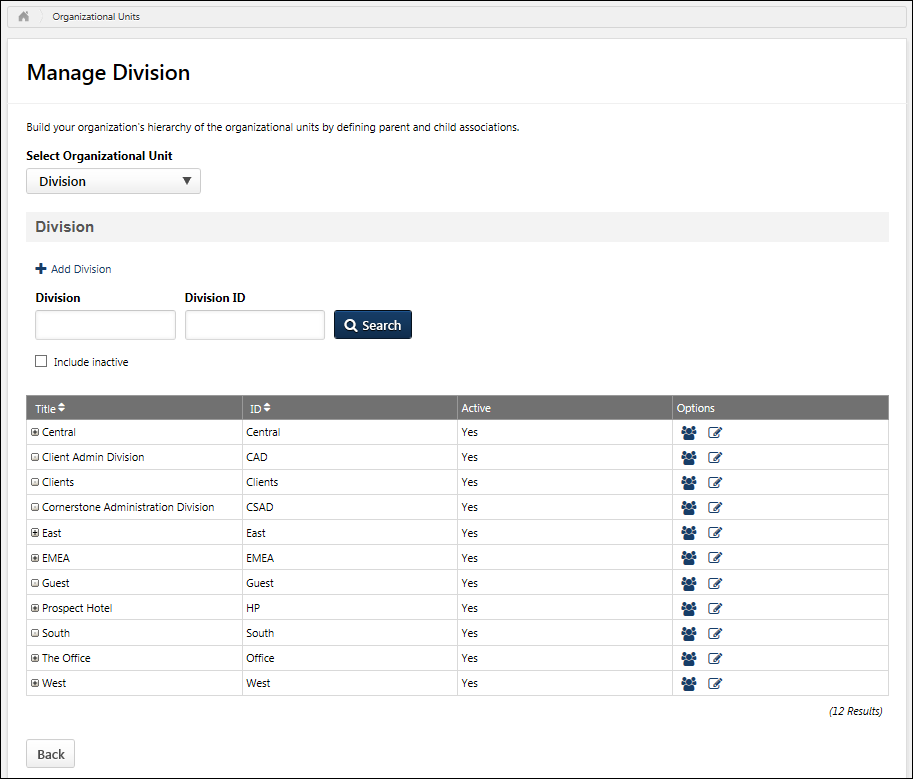 Organizational Units
Manage Division
Build your organization's hierarchy of the organizational units by defining parent and child associations.
Select Organizational Unit
Division
Division
Add Division
Division Division ID
Search
Include inactive
Title ID Active Options
Central Central Yes
Client Admin Division CAD Yes
Clients Clients Yes
Cornerstone Administration Division CSAD Yes
East East Yes
EMEA EMEA Yes
Guest Guest Yes
Prospect Hotel HP Yes
South South Yes
The Office Office Yes
West West Yes
(12 Results)
Back